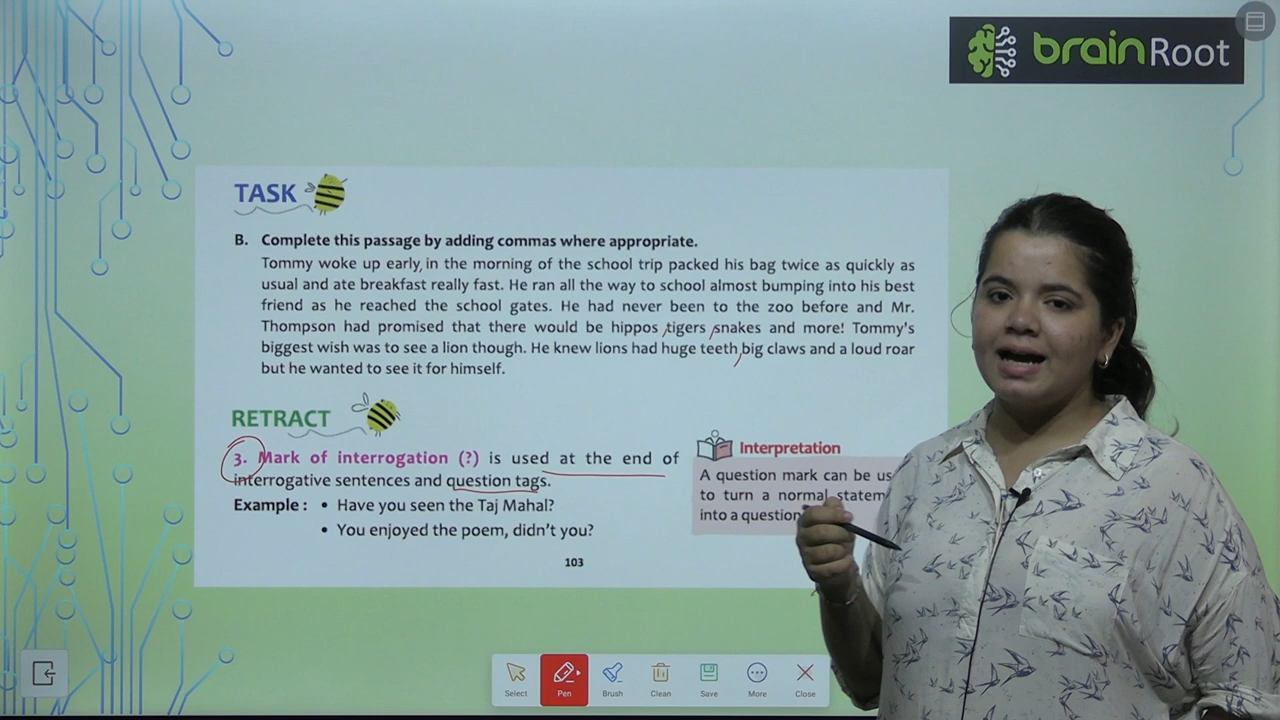 brainRoot
TASK
B. Complete this passage by adding commas where appropriate.
Tommy woke up early, in the morning of the school trip packed his bag twice as quickly as
usual and ate breakfast really fast. He ran all the way to school almost bumping into his best
friend as he reached the school gates. He had never been to the zoo before and Mr.
Thompson had promised that there would be hippos ,tigers ,snakes and more! Tommy's
biggest wish was to see a lion though. He knew lions had huge teeth, big claws and a loud roar
but he wanted to see it for himself.
RETRACT
3. Mark of interrogation (?) is used at the end of
interrogative sentences and question tags.
Example : • Have you seen the Taj Mahal?
• You enjoyed the poem, didn't you?
103
Interpretation
A question mark can be
to turn a normal
into a question
Select Pen Brush Clean Save More Close